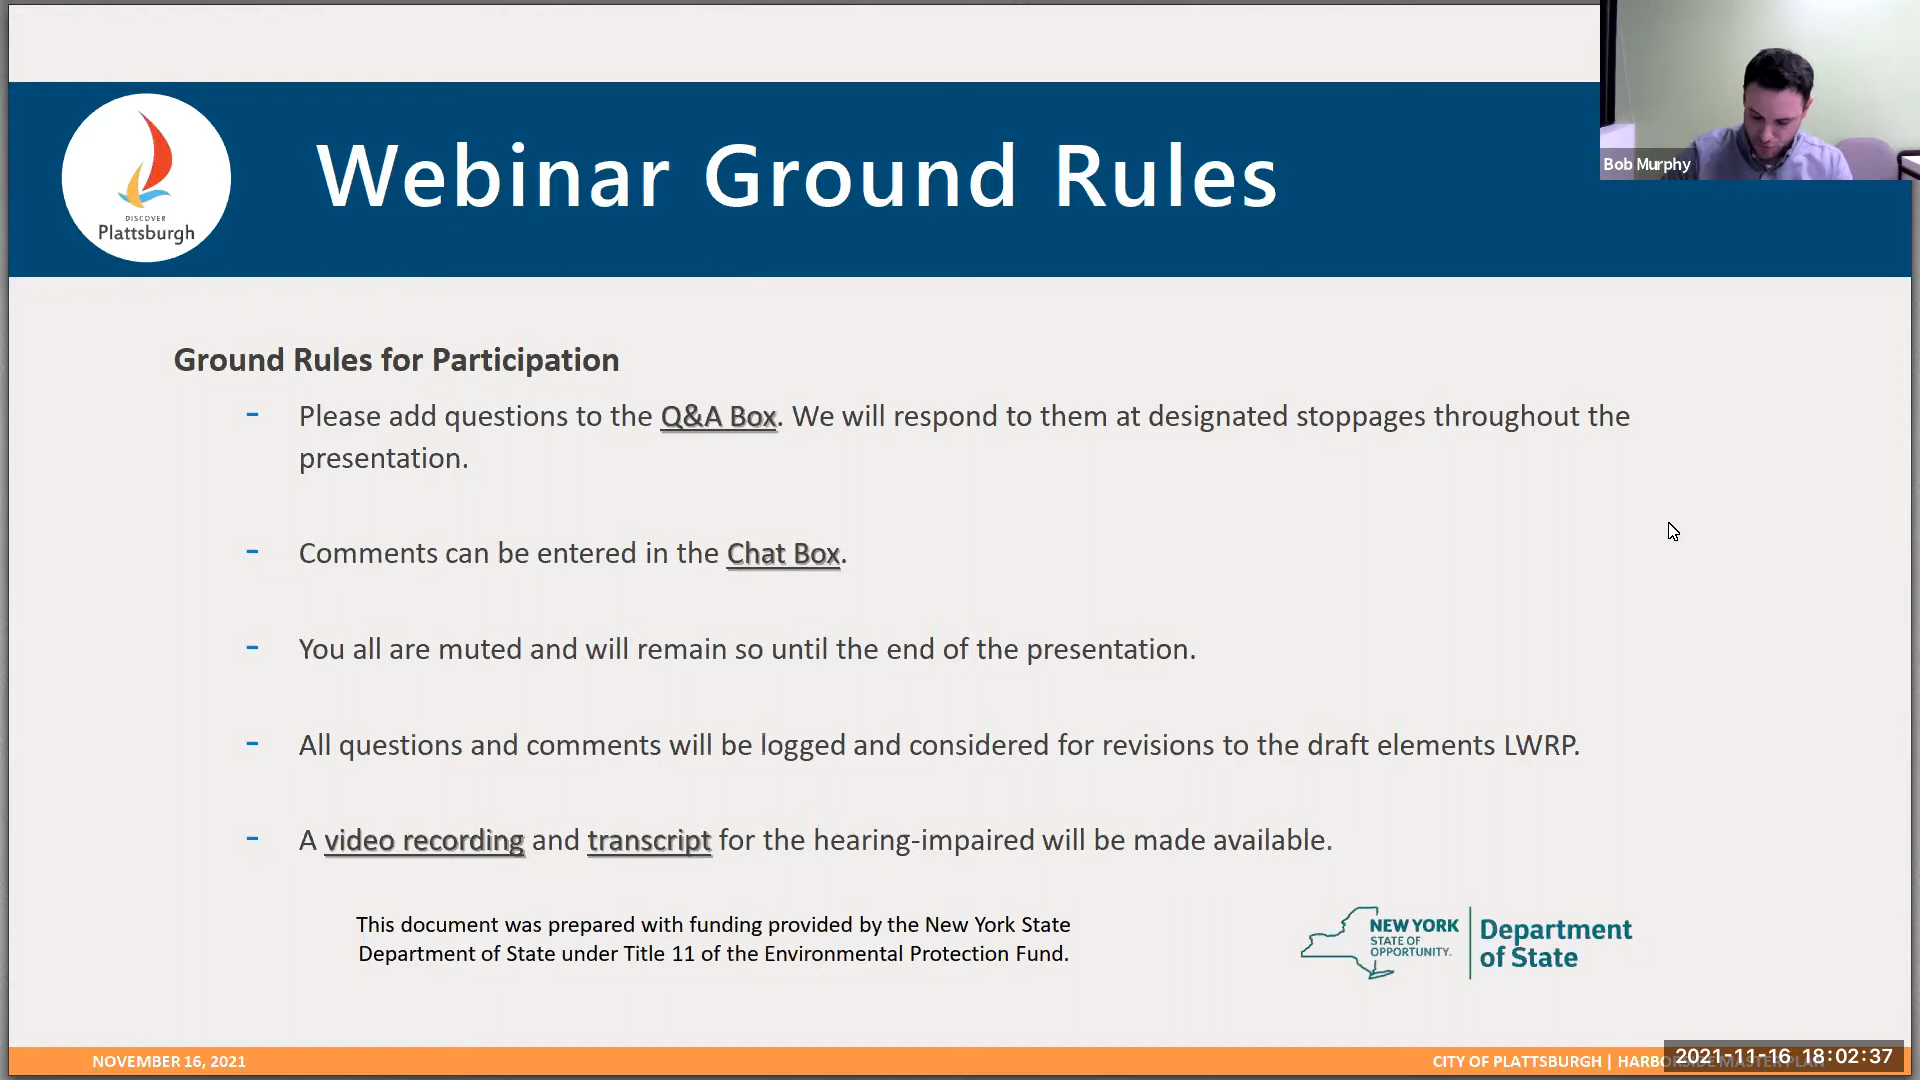 Webinar Ground Rules
DISCOVER
Plattsburgh
Bob Murphy
Ground Rules for Participation
- Please add questions to the Q&A Box. We will respond to them at designated stoppages throughout the
presentation.
- Comments can be entered in the Chat Box.
- You all are muted and will remain so until the end of the presentation.
- All questions and comments will be logged and considered for revisions to the draft elements LWRP.
- A video recording and transcript for the hearing-impaired will be made available.
This document was prepared with funding provided by the New York State
Department of State under Title 11 of the Environmental Protection Fund.
NEW YORK
STATE OF
OPPORTUNITY.
Department
of State
NOVEMBER 16, 2021
CITY OF PLATTSBURGH | HARBORSIDE MASTER PLAN
2021-11-16 18:02:37